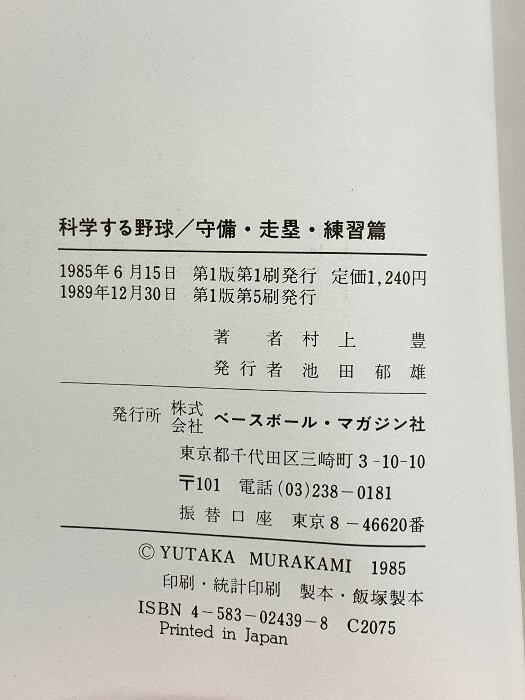 科学する野球／守備・走塁・練習篇
1985年6月15日 第1版第1刷発行 定価1,240円
1989年12月30日 第1版第5刷発行
著者 村上豊
発行者 池田郁雄
発行所 株式会社 ベースボール・マガジン社
東京都千代田区三崎町3-10-10
〒101 電話(03)238-0181
振替口座 東京8-46620番
© YUTAKA MURAKAMI 1985
印刷・統計印刷 製本・飯塚製本
ISBN 4-583-02439-8 C2075
Printed in Japan